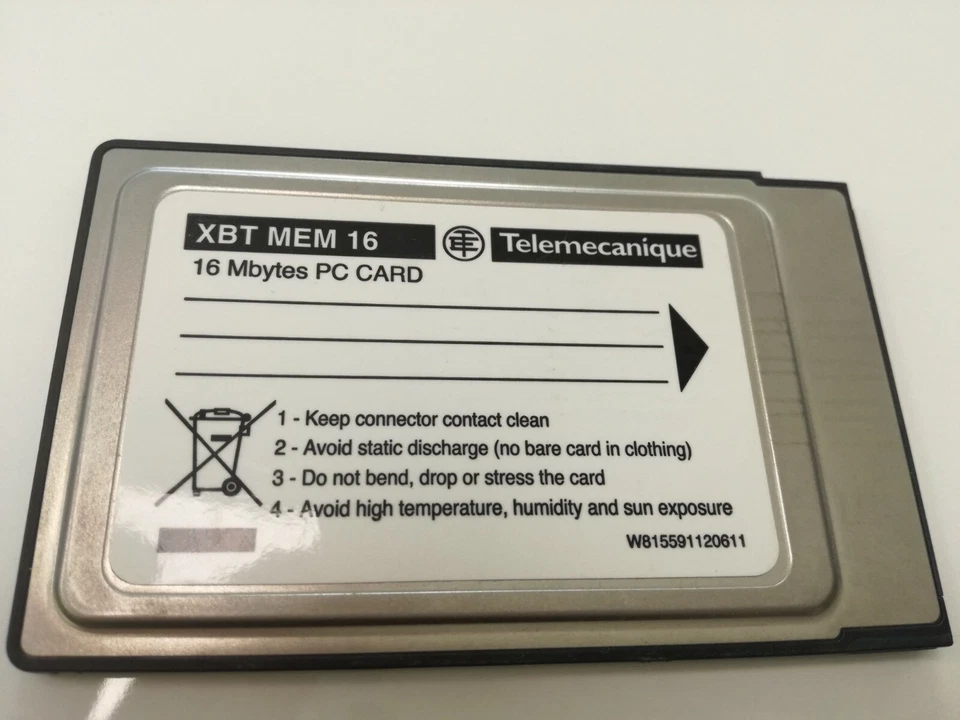 XBT MEM 16 Telemecanique
16 Mbytes PC CARD
1 - Keep connector contact clean
2 - Avoid static discharge (no bare card in clothing)
3 - Do not bend, drop or stress the card
4 - Avoid high temperature, humidity and sun exposure
W815591120611